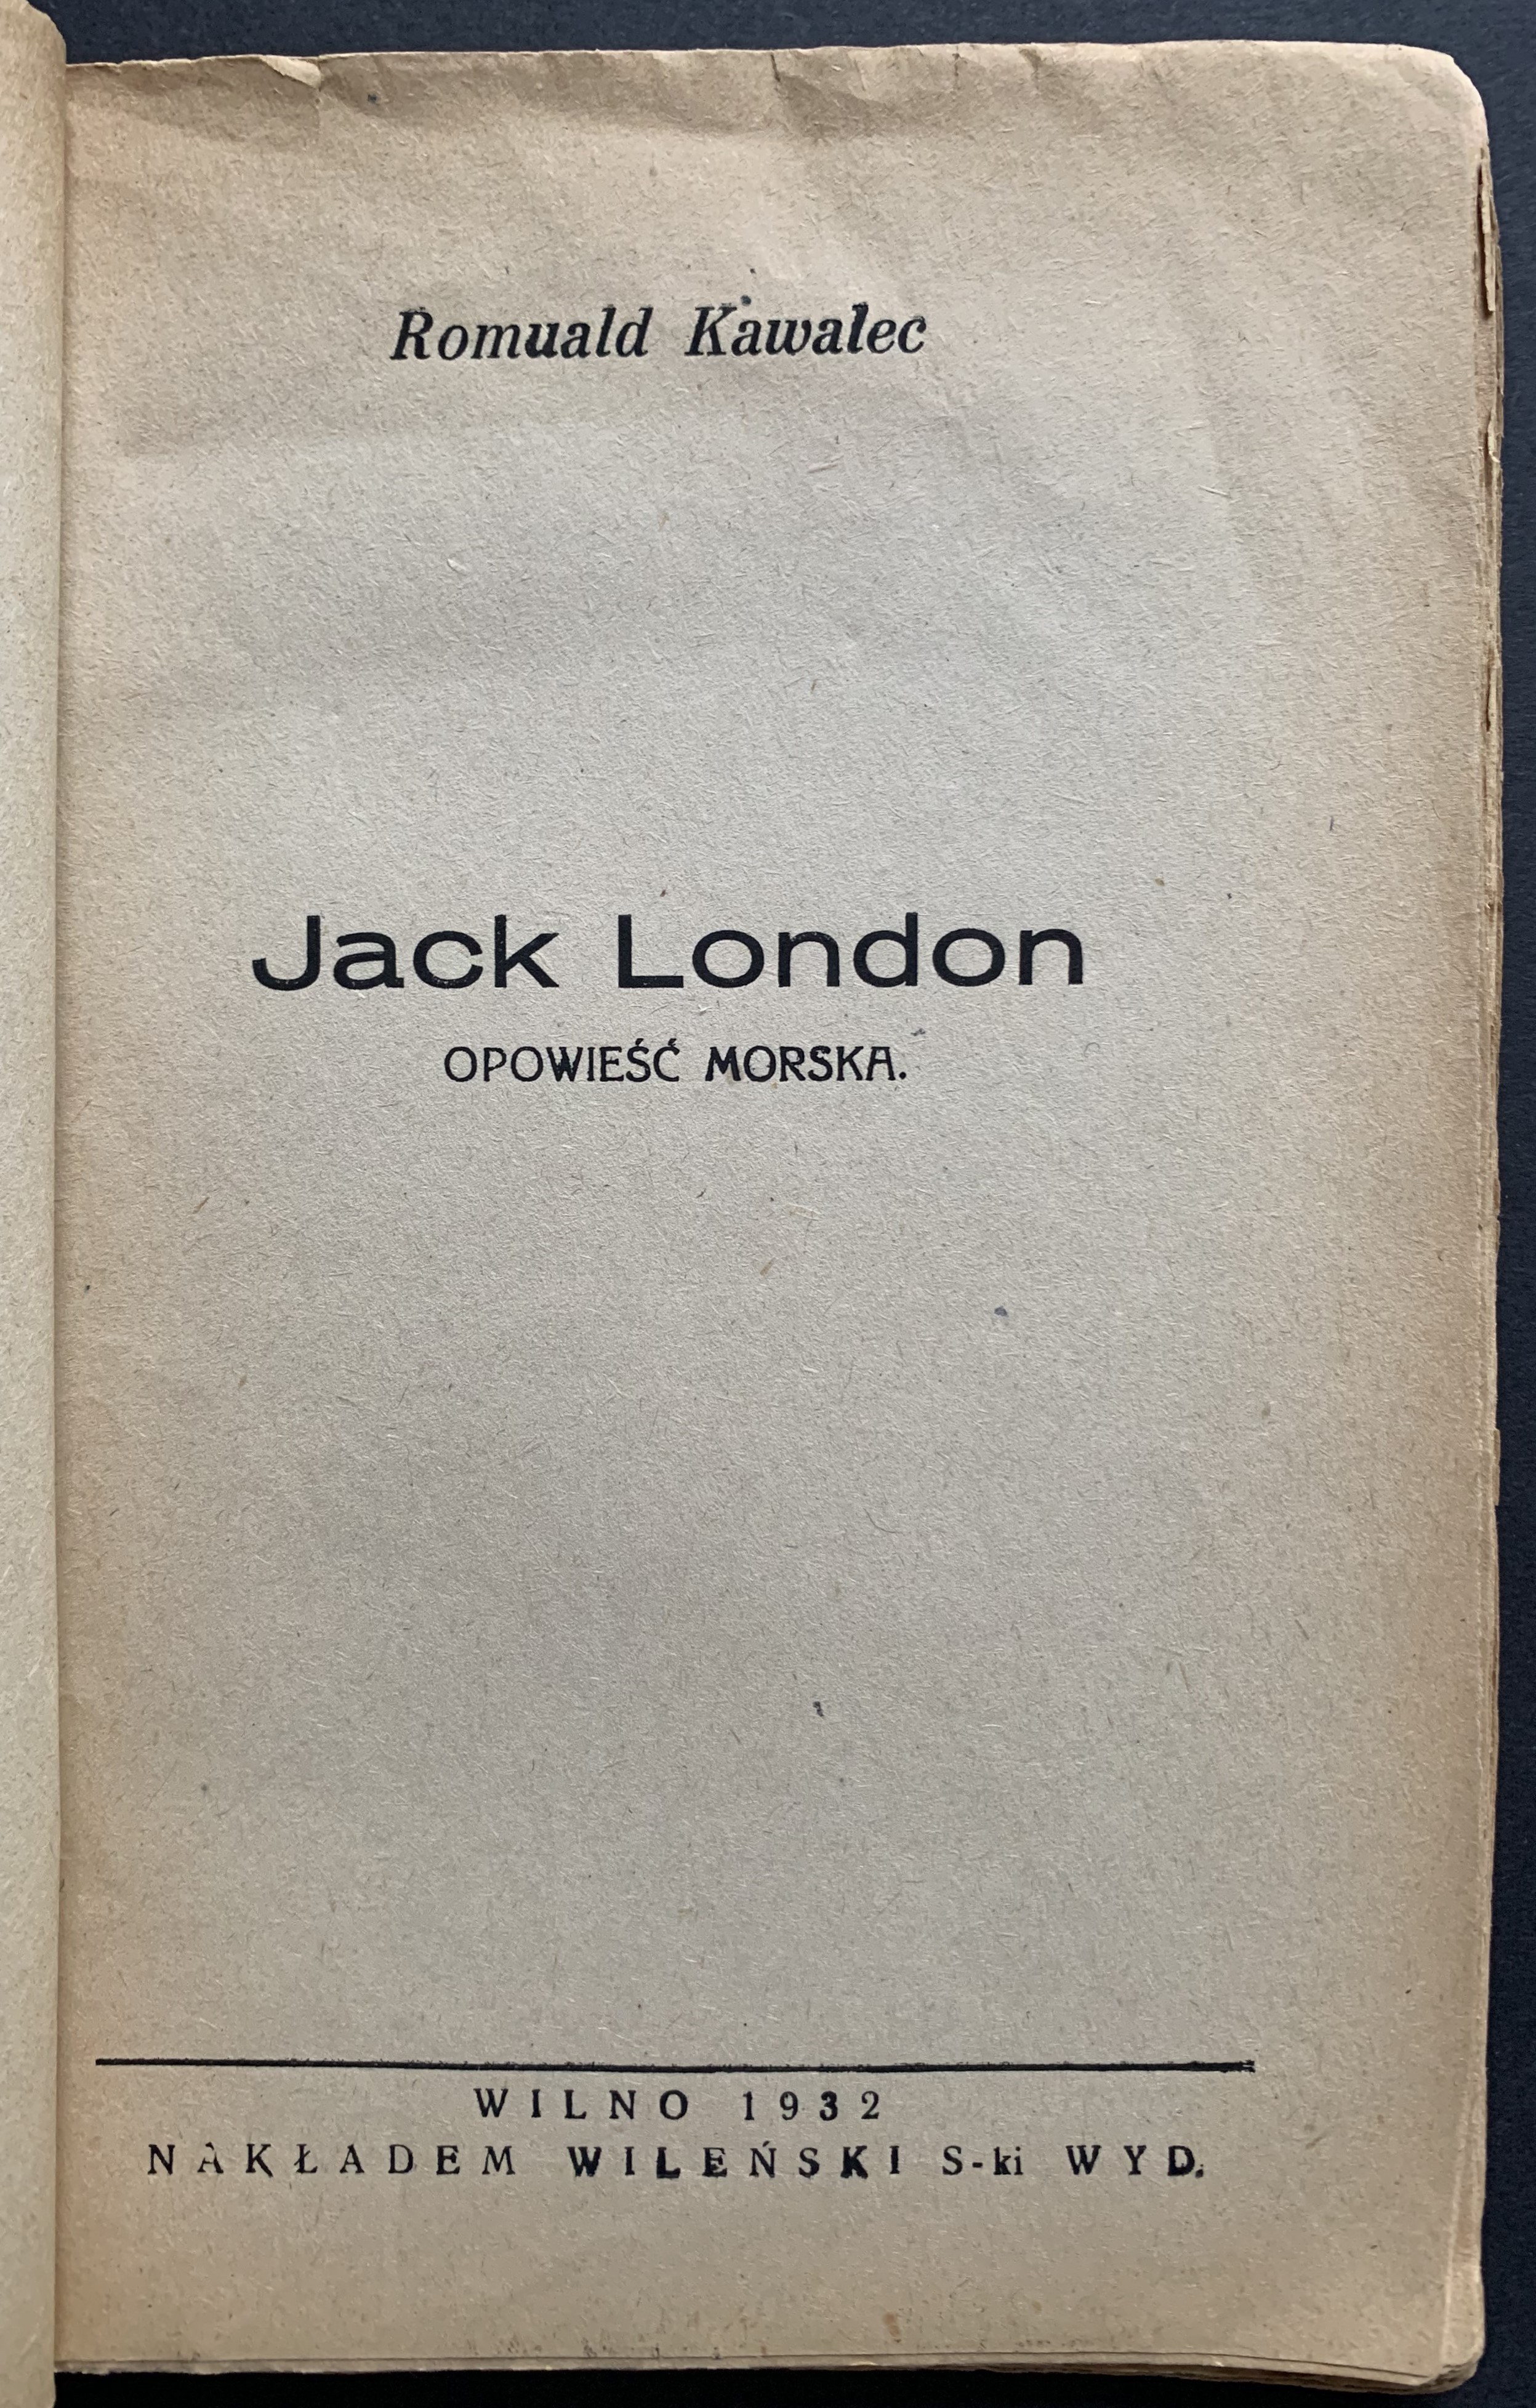 Romuald Kawalec
Jack London
OPOWIEŚĆ MORSKA.
WILNO 1932
NAKŁADEM WILEŃSKI S-ki WYD.